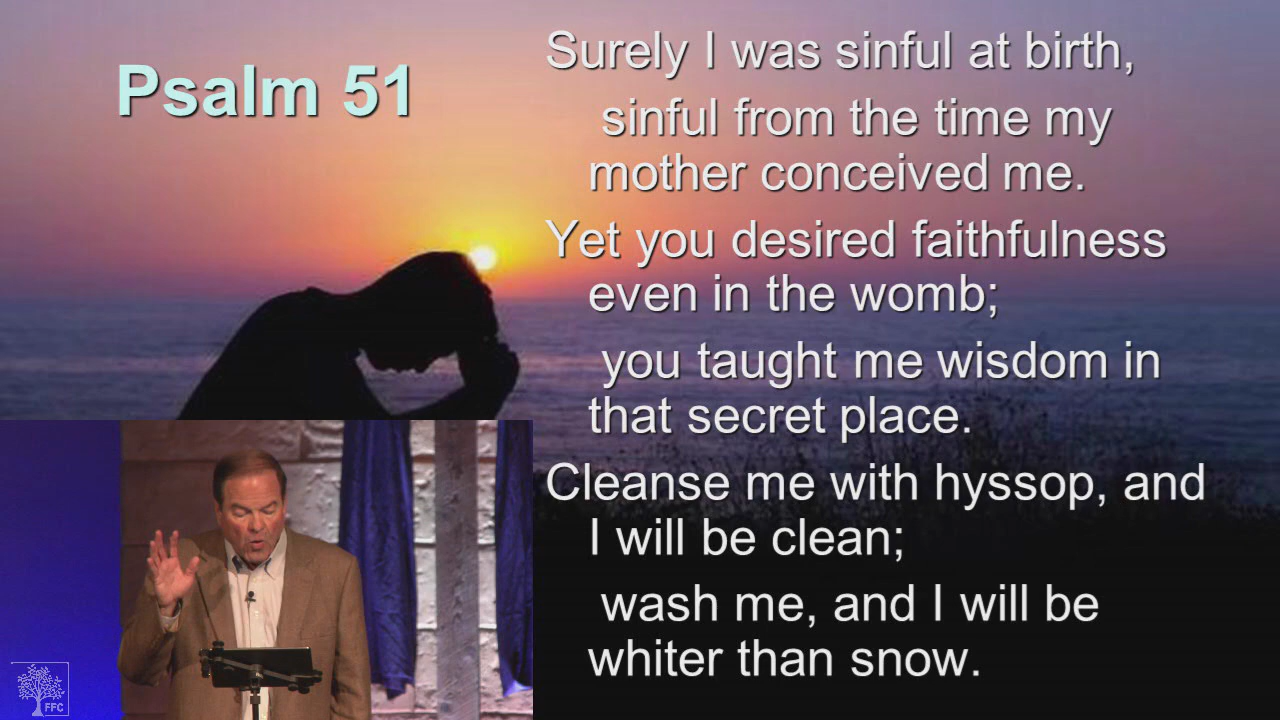 Psalm 51
Surely I was sinful at birth,
sinful from the time my
mother conceived me.
Yet you desired faithfulness
even in the womb;
you taught me wisdom in
that secret place.
Cleanse me with hyssop, and
I will be clean;
wash me, and I will be
whiter than snow.
FFC